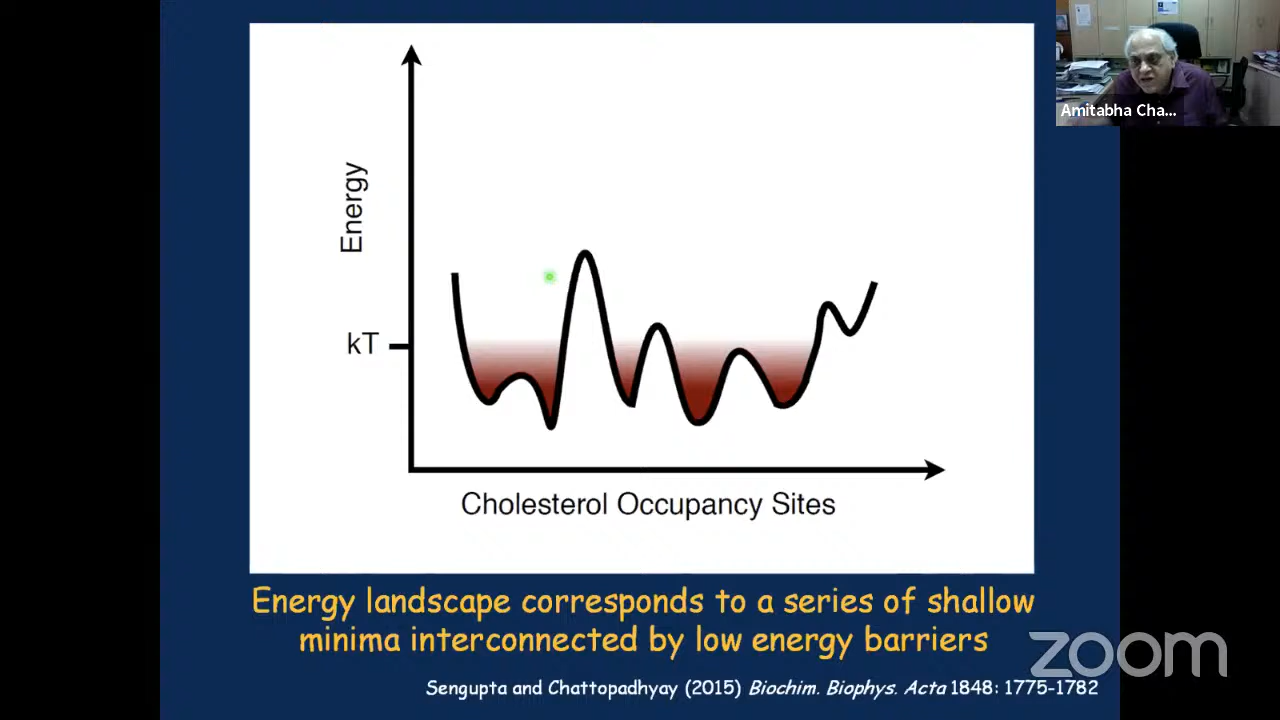 Amitabha Cha...
Energy
kT
Cholesterol Occupancy Sites
Energy landscape corresponds to a series of shallow
minima interconnected by low energy barriers
zoom
Sengupta and Chattopadhyay (2015) Biochim. Biophys. Acta 1848: 1775-1782